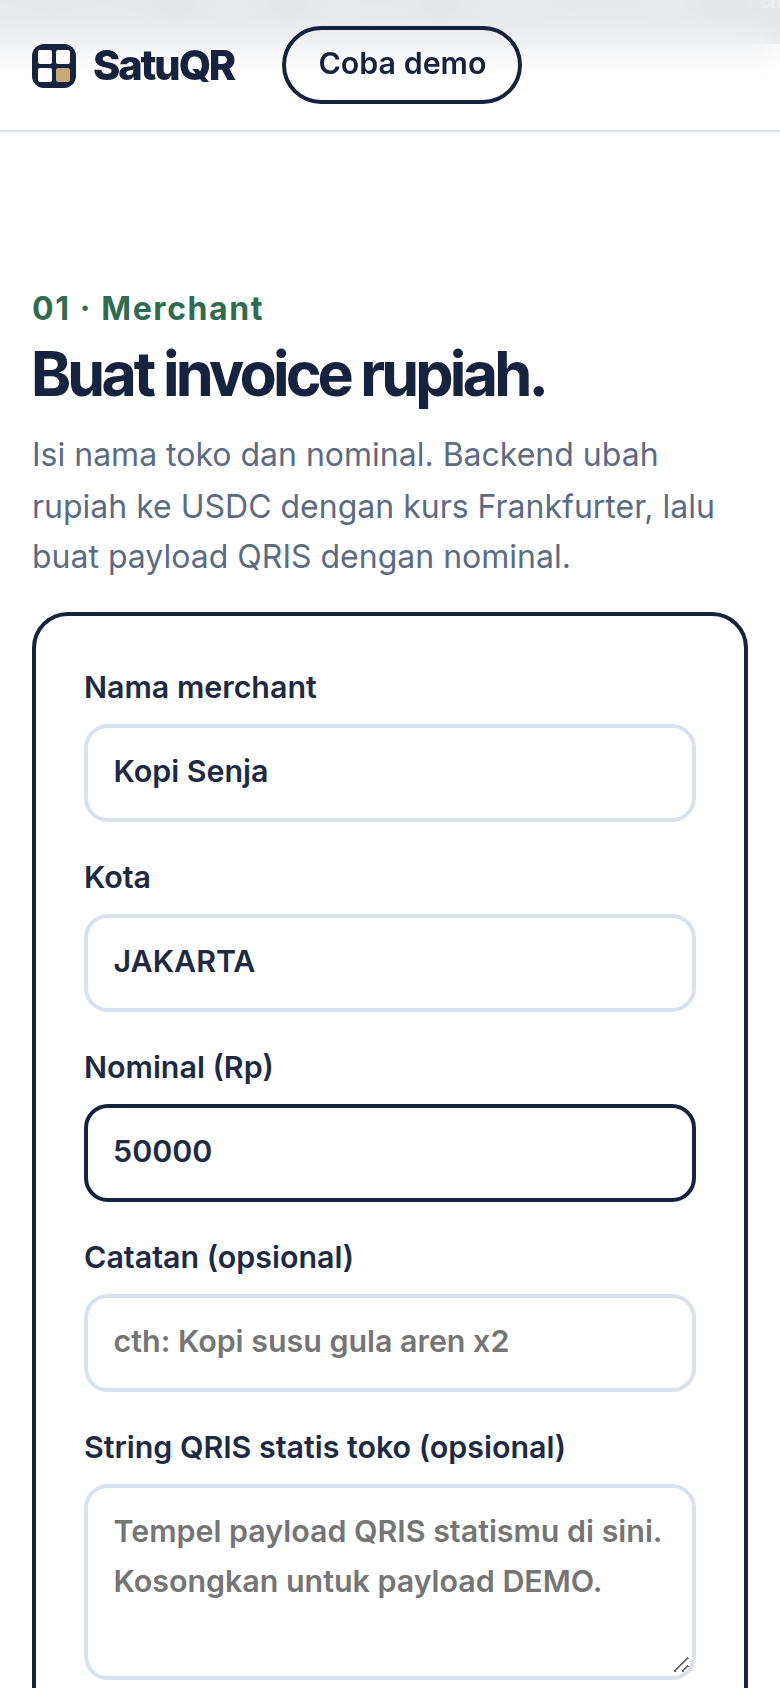 SatuQR
Coba demo
01 · Merchant
Buat invoice rupiah.
Isi nama toko dan nominal. Backend ubah
rupiah ke USDC dengan kurs Frankfurter, lalu
buat payload QRIS dengan nominal.
Nama merchant
Kopi Senja
Kota
JAKARTA
Nominal (Rp)
50000
Catatan (opsional)
cth: Kopi susu gula aren x2
String QRIS statis toko (opsional)
Tempel payload QRIS statismu di sini.
Kosongkan untuk payload DEMO.